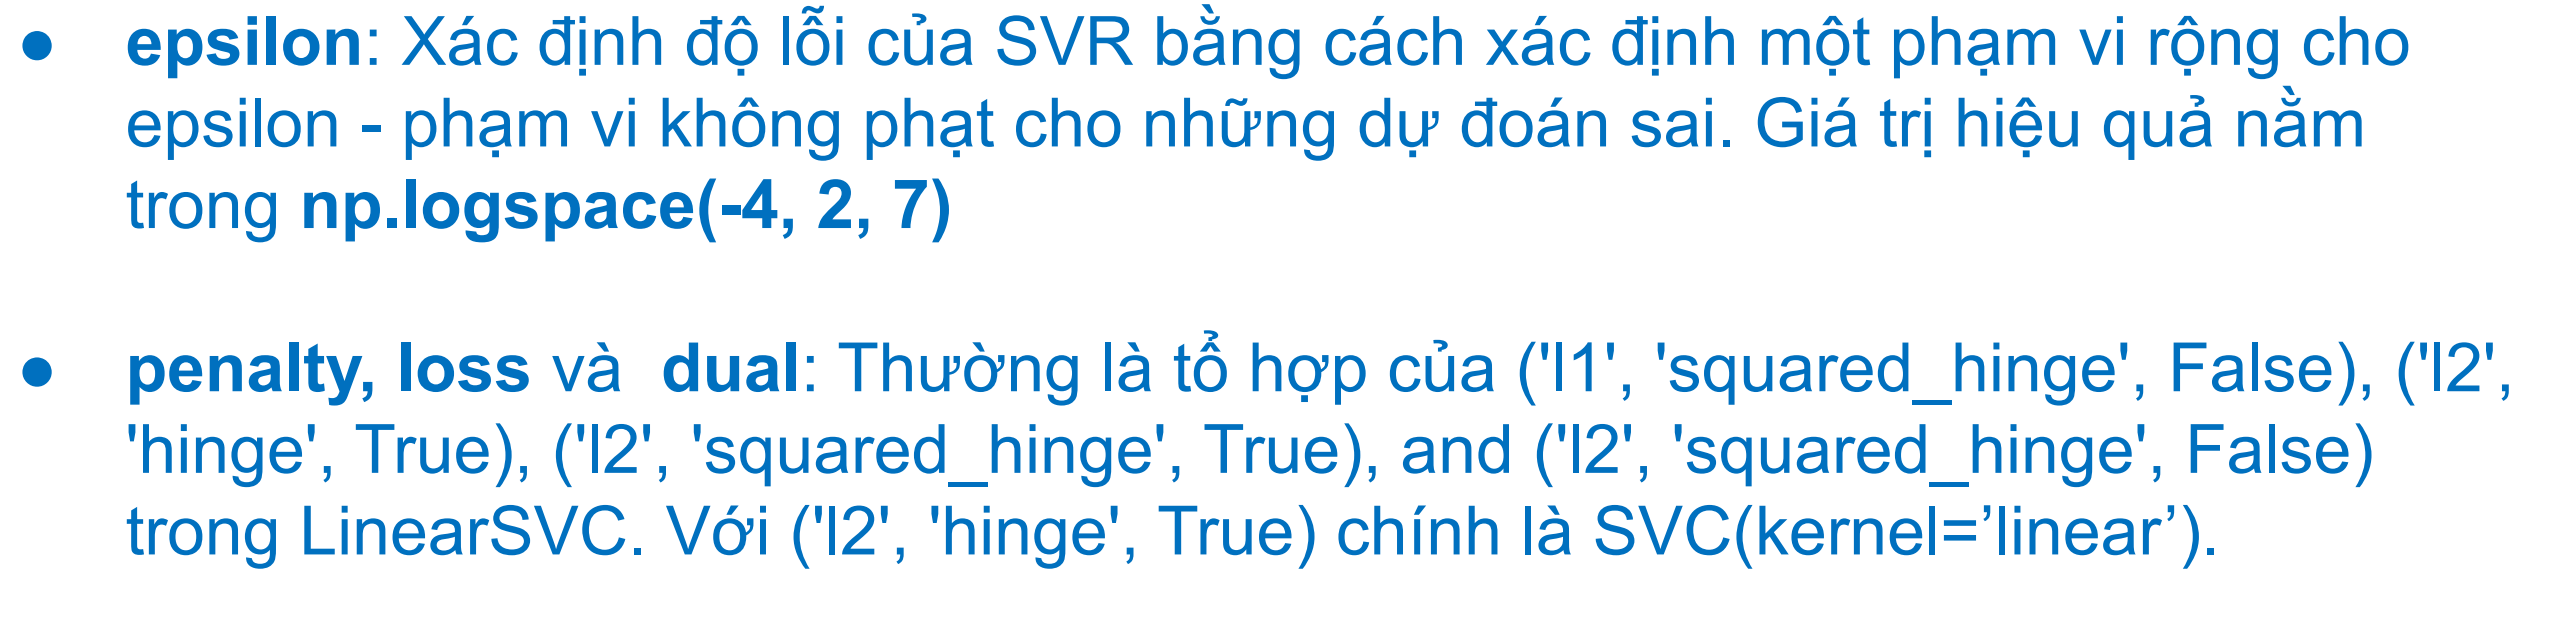 ● epsilon: Xác định độ lỗi của SVR bằng cách xác định một phạm vi rộng cho
epsilon - phạm vi không phạt cho những dự đoán sai. Giá trị hiệu quả nằm
trong np.logspace(-4, 2, 7)
● penalty, loss và dual: Thường là tổ hợp của ('l1', 'squared_hinge', False), ('l2',
'hinge', True), ('l2', 'squared_hinge', True), and ('l2', 'squared_hinge', False)
trong LinearSVC. Với ('l2', 'hinge', True) chính là SVC(kernel=’linear’).